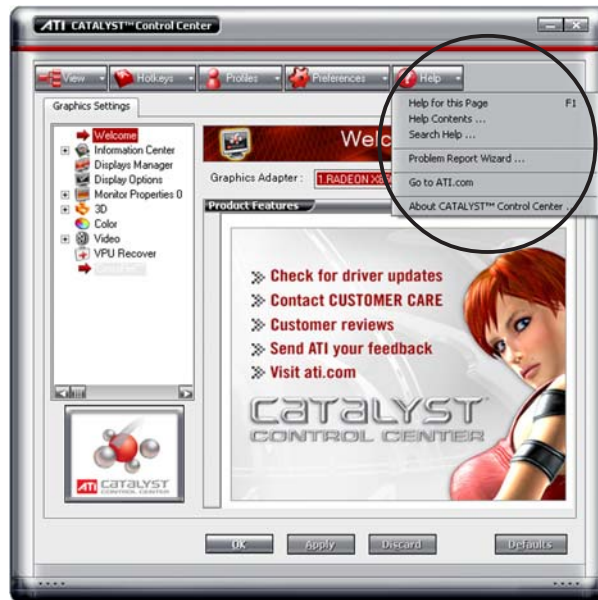 ATI CATALYST™ Control Center
View
Hotkeys
Profiles
Preferences
Help
Help for this Page F1
Help Contents ...
Search Help ...
Problem Report Wizard ...
Go to ATI.com
About CATALYST™ Control Center ..
Graphics Settings
Welcome
Information Center
Displays Manager
Display Options
Monitor Properties 0
3D
Color
Video
VPU Recover
Welc
Graphics Adapter :
1.RADEON X8
Product Features
Check for driver updates
Contact CUSTOMER CARE
Customer reviews
Send ATI your feedback
Visit ati.com
CATALYST
CONTROL CENTER
ATI CATALYST
CONTROL CENTER
OK
Apply
Discard
Defaults